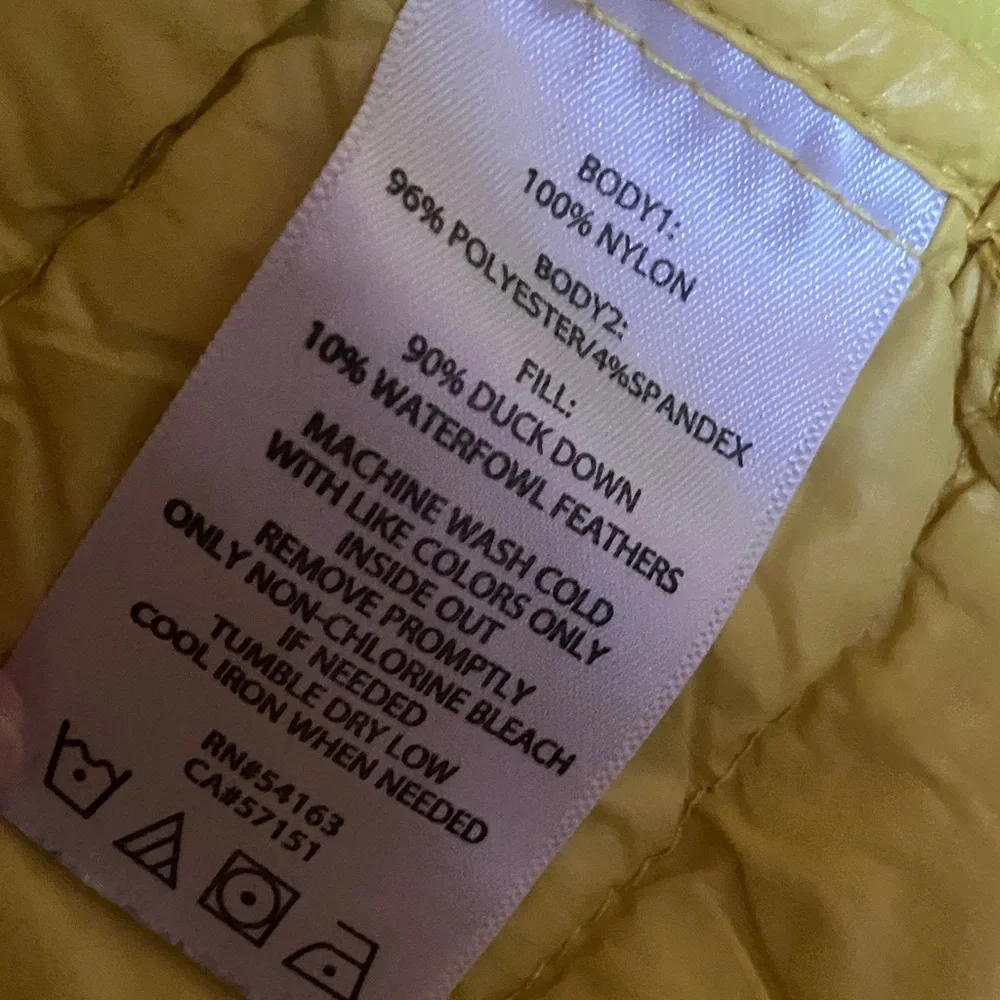 BODY1:
100% NYLON
BODY2:
96% POLYESTER/4%SPANDEX
FILL:
90% DUCK DOWN
10% WATERFOWL FEATHERS
MACHINE WASH COLD
WITH LIKE COLORS ONLY
INSIDE OUT
REMOVE PROMPTLY
ONLY NON-CHLORINE BLEACH
IF NEEDED
TUMBLE DRY LOW
COOL IRON WHEN NEEDED
RN#54163
CA#57151